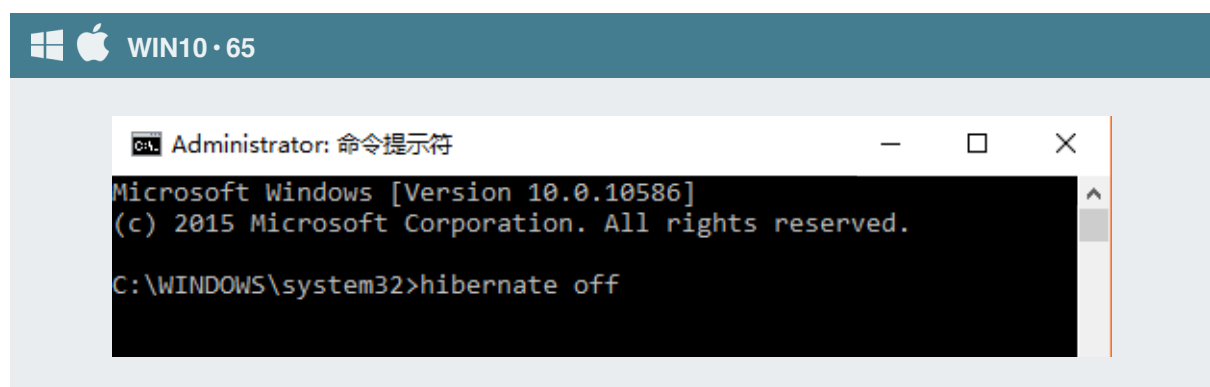 WIN10·65
Administrator: 命令提示符
Microsoft Windows [Version 10.0.10586]
(c) 2015 Microsoft Corporation. All rights reserved.
C:\WINDOWS\system32>hibernate off